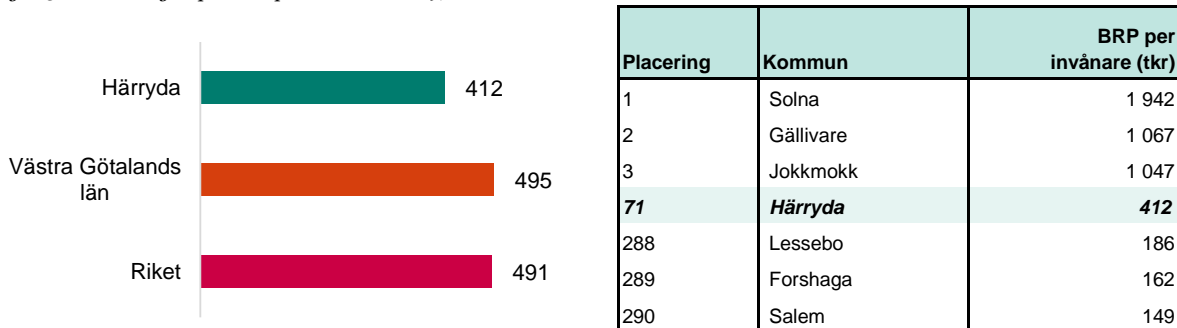 Härryda
412
Västra Götalands
län
495
Riket
491
Placering Kommun BRP per
invånare (tkr)
1 Solna 1 942
2 Gällivare 1 067
3 Jokkmokk 1 047
71 Härryda 412
288 Lessebo 186
289 Forshaga 162
290 Salem 149